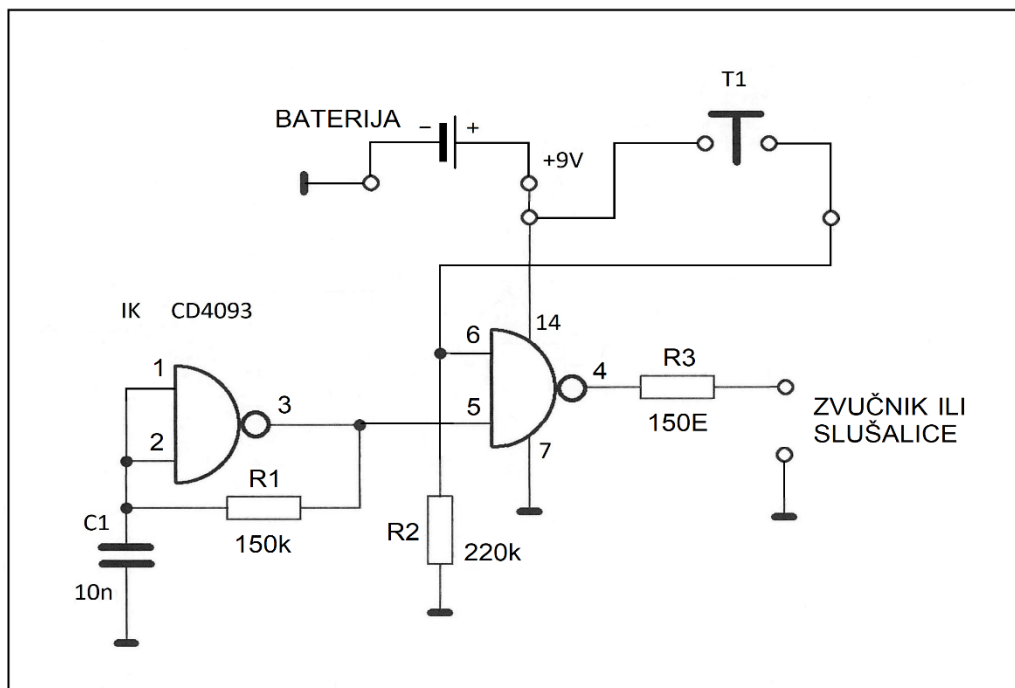 T1
BATERIJA
− +
+9V
IK CD4093
14
6
1
3
4
R3
5
150E
ZVUČNIK ILI
SLUŠALICE
2
7
R1
C1
R2
150k
220k
10n